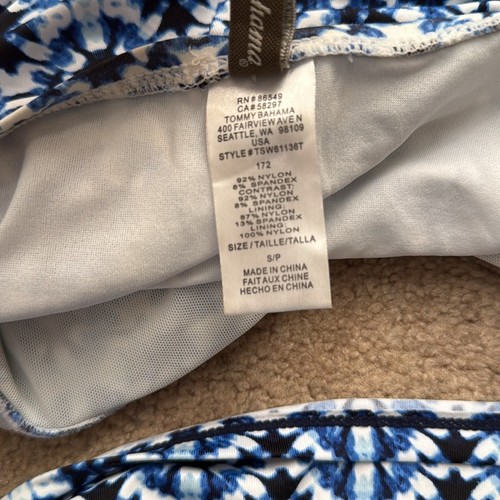 ahama
®
RN# 86549
CA# 58297
TOMMY BAHAMA
400 FAIRVIEW AVE N
SEATTLE, WA 98109
USA
STYLE# TSW61136T
172
92% NYLON
8% SPANDEX
CONTRAST:
92% NYLON
8% SPANDEX
LINING:
87% NYLON
13% SPANDEX
LINING:
100% NYLON
SIZE/TAILLE/TALLA
S/P
MADE IN CHINA
FAIT AUX CHINE
HECHO EN CHINA